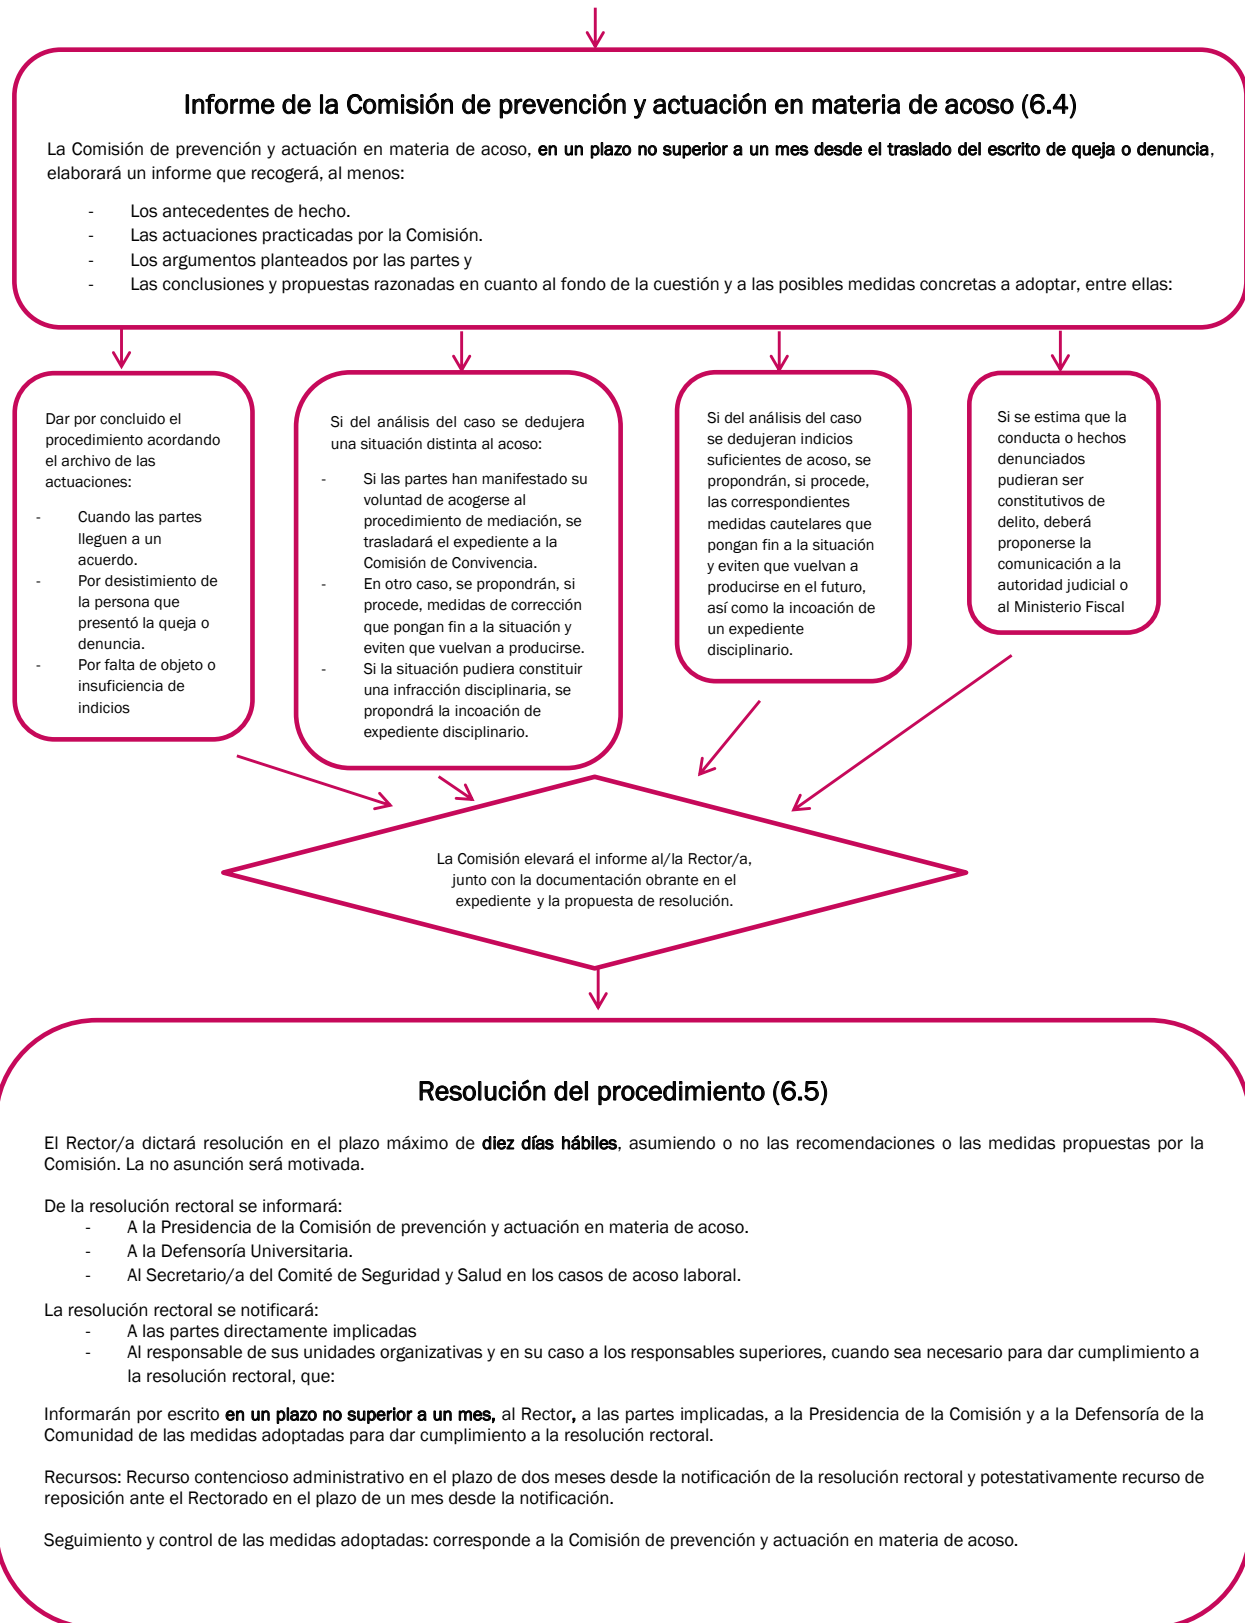 Informe de la Comisión de prevención y actuación en materia de acoso (6.4)
La Comisión de prevención y actuación en materia de acoso, en un plazo no superior a un mes desde el traslado del escrito de queja o denuncia,
elaborará un informe que recogerá, al menos:
- Los antecedentes de hecho.
- Las actuaciones practicadas por la Comisión.
- Los argumentos planteados por las partes y
- Las conclusiones y propuestas razonadas en cuanto al fondo de la cuestión y a las posibles medidas concretas a adoptar, entre ellas:
Dar por concluido el
procedimiento acordando
el archivo de las
actuaciones:
- Cuando las partes
lleguen a un
acuerdo.
- Por desistimiento de
la persona que
presentó la queja o
denuncia.
- Por falta de objeto o
insuficiencia de
indicios
Si del análisis del caso se dedujera
una situación distinta al acoso:
- Si las partes han manifestado su
voluntad de acogerse al
procedimiento de mediación, se
trasladará el expediente a la
Comisión de Convivencia.
- En otro caso, se propondrán, si
procede, medidas de corrección
que pongan fin a la situación y
eviten que vuelvan a producirse.
- Si la situación pudiera constituir
una infracción disciplinaria, se
propondrá la incoación de
expediente disciplinario.
Si del análisis del caso
se dedujeran indicios
suficientes de acoso, se
propondrán, si procede,
las correspondientes
medidas cautelares que
pongan fin a la situación
y eviten que vuelvan a
producirse en el futuro,
así como la incoación de
un expediente
disciplinario.
Si se estima que la
conducta o hechos
denunciados
pudieran ser
constitutivos de
delito, deberá
proponerse la
comunicación a la
autoridad judicial o
al Ministerio Fiscal
La Comisión elevará el informe al/la Rector/a,
junto con la documentación obrante en el
expediente y la propuesta de resolución.
Resolución del procedimiento (6.5)
El Rector/a dictará resolución en el plazo máximo de diez días hábiles, asumiendo o no las recomendaciones o las medidas propuestas por la
Comisión. La no asunción será motivada.
De la resolución rectoral se informará:
- A la Presidencia de la Comisión de prevención y actuación en materia de acoso.
- A la Defensoría Universitaria.
- Al Secretario/a del Comité de Seguridad y Salud en los casos de acoso laboral.
La resolución rectoral se notificará:
- A las partes directamente implicadas
- Al responsable de sus unidades organizativas y en su caso a los responsables superiores, cuando sea necesario para dar cumplimiento a
la resolución rectoral, que:
Informarán por escrito en un plazo no superior a un mes, al Rector, a las partes implicadas, a la Presidencia de la Comisión y a la Defensoría de la
Comunidad de las medidas adoptadas para dar cumplimiento a la resolución rectoral.
Recursos: Recurso contencioso administrativo en el plazo de dos meses desde la notificación de la resolución rectoral y potestativamente recurso de
reposición ante el Rectorado en el plazo de un mes desde la notificación.
Seguimiento y control de las medidas adoptadas: corresponde a la Comisión de prevención y actuación en materia de acoso.